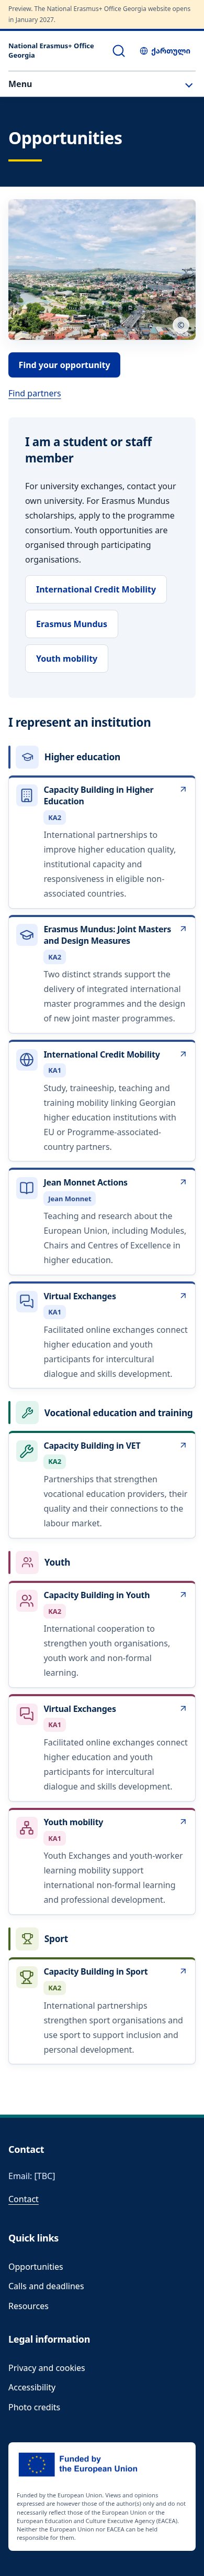 Preview. The National Erasmus+ Office Georgia website opens
in January 2027.
National Erasmus+ Office
Georgia
ქართული
Menu
Opportunities
©
Find your opportunity
Find partners
I am a student or staff
member
For university exchanges, contact your
own university. For Erasmus Mundus
scholarships, apply to the programme
consortium. Youth opportunities are
organised through participating
organisations.
International Credit Mobility
Erasmus Mundus
Youth mobility
I represent an institution
Higher education
Capacity Building in Higher
Education
KA2
International partnerships to
improve higher education quality,
institutional capacity and
responsiveness in eligible non-
associated countries.
Erasmus Mundus: Joint Masters
and Design Measures
KA2
Two distinct strands support the
delivery of integrated international
master programmes and the design
of new joint master programmes.
International Credit Mobility
KA1
Study, traineeship, teaching and
training mobility linking Georgian
higher education institutions with
EU or Programme-associated-
country partners.
Jean Monnet Actions
Jean Monnet
Teaching and research about the
European Union, including Modules,
Chairs and Centres of Excellence in
higher education.
Virtual Exchanges
KA1
Facilitated online exchanges connect
higher education and youth
participants for intercultural
dialogue and skills development.
Vocational education and training
Capacity Building in VET
KA2
Partnerships that strengthen
vocational education providers, their
quality and their connections to the
labour market.
Youth
Capacity Building in Youth
KA2
International cooperation to
strengthen youth organisations,
youth work and non-formal
learning.
Virtual Exchanges
KA1
Facilitated online exchanges connect
higher education and youth
participants for intercultural
dialogue and skills development.
Youth mobility
KA1
Youth Exchanges and youth-worker
learning mobility support
international non-formal learning
and professional development.
Sport
Capacity Building in Sport
KA2
International partnerships
strengthen sport organisations and
use sport to support inclusion and
personal development.
Contact
Email: [TBC]
Contact
Quick links
Opportunities
Calls and deadlines
Resources
Legal information
Privacy and cookies
Accessibility
Photo credits
Funded by
the European Union
Funded by the European Union. Views and opinions
expressed are however those of the author(s) only and do not
necessarily reflect those of the European Union or the
European Education and Culture Executive Agency (EACEA).
Neither the European Union nor EACEA can be held
responsible for them.